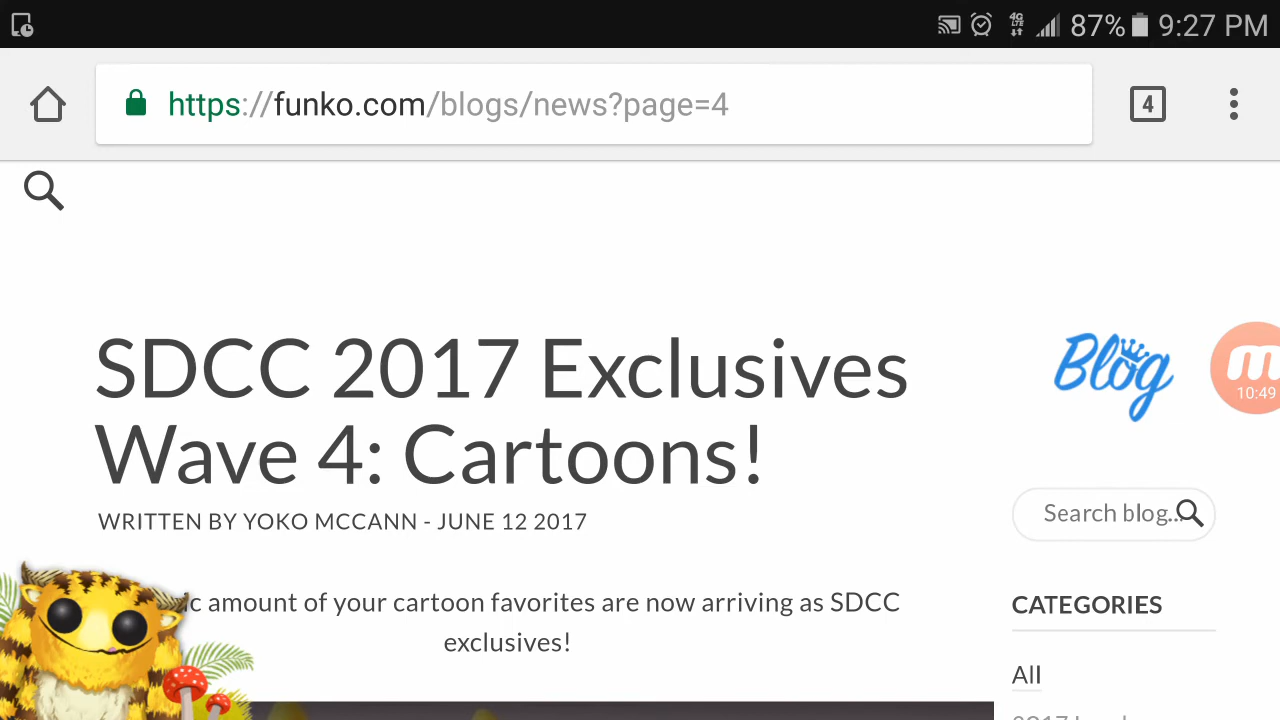 4G
LTE
87%
9:27 PM
https://funko.com/blogs/news?page=4
4
SDCC 2017 Exclusives
Wave 4: Cartoons!
WRITTEN BY YOKO MCCANN - JUNE 12 2017
amount of your cartoon favorites are now arriving as SDCC
exclusives!
Blog
m
10:49
Search blog...
CATEGORIES
All